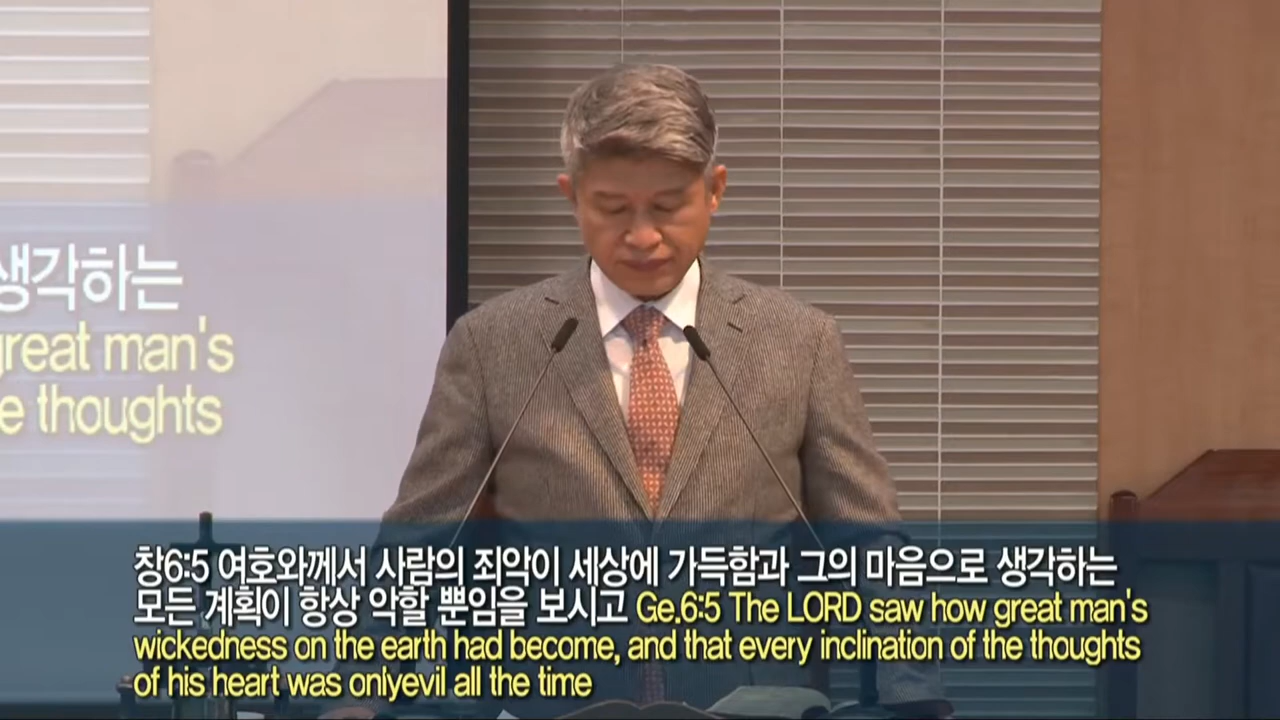 생각하는
great man's
e thoughts
창6:5 여호와께서 사람의 죄악이 세상에 가득함과 그의 마음으로 생각하는
모든 계획이 항상 악할 뿐임을 보시고 Ge.6:5 The LORD saw how great man's
wickedness on the earth had become, and that every inclination of the thoughts
of his heart was onlyevil all the time